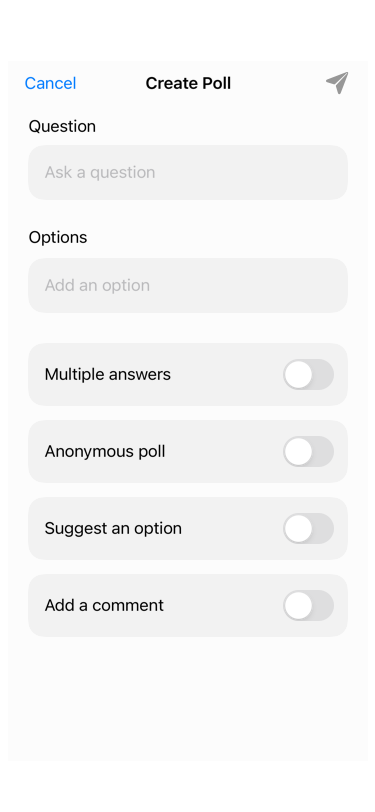 Cancel Create Poll
Question
Ask a question
Options
Add an option
Multiple answers
Anonymous poll
Suggest an option
Add a comment